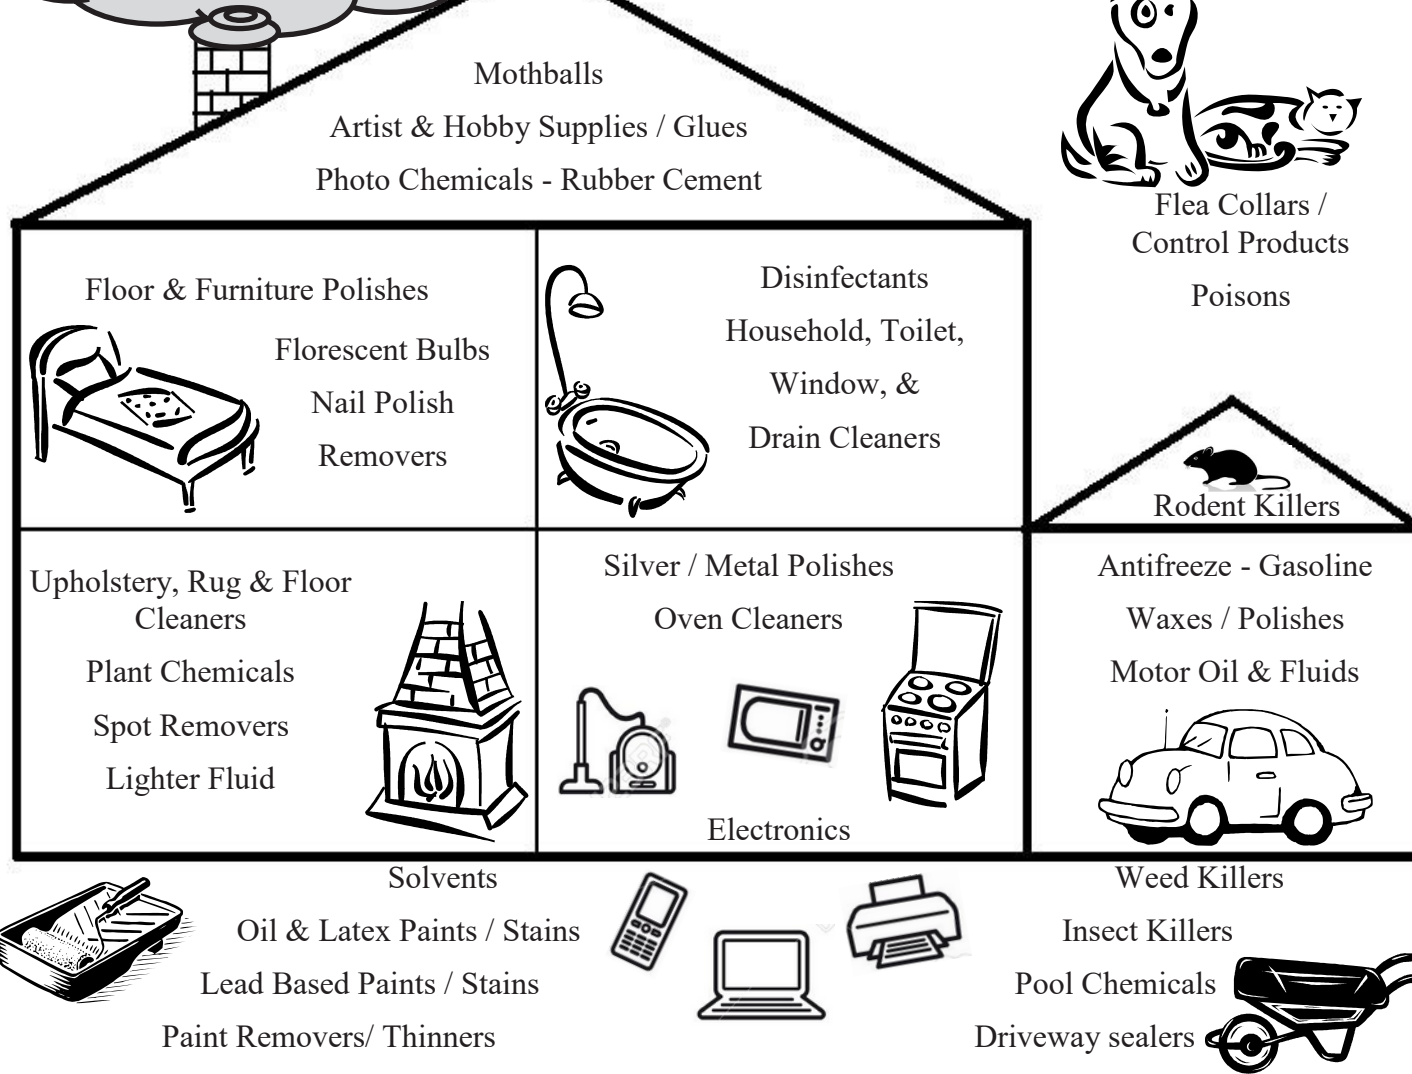 Mothballs
Artist & Hobby Supplies / Glues
Photo Chemicals - Rubber Cement
Flea Collars /
Control Products
Poisons
Floor & Furniture Polishes
Florescent Bulbs
Nail Polish
Removers
Disinfectants
Household, Toilet,
Window, &
Drain Cleaners
Rodent Killers
Upholstery, Rug & Floor
Cleaners
Plant Chemicals
Spot Removers
Lighter Fluid
Silver / Metal Polishes
Oven Cleaners
Electronics
Antifreeze - Gasoline
Waxes / Polishes
Motor Oil & Fluids
Solvents
Oil & Latex Paints / Stains
Lead Based Paints / Stains
Paint Removers/ Thinners
Weed Killers
Insect Killers
Pool Chemicals
Driveway sealers